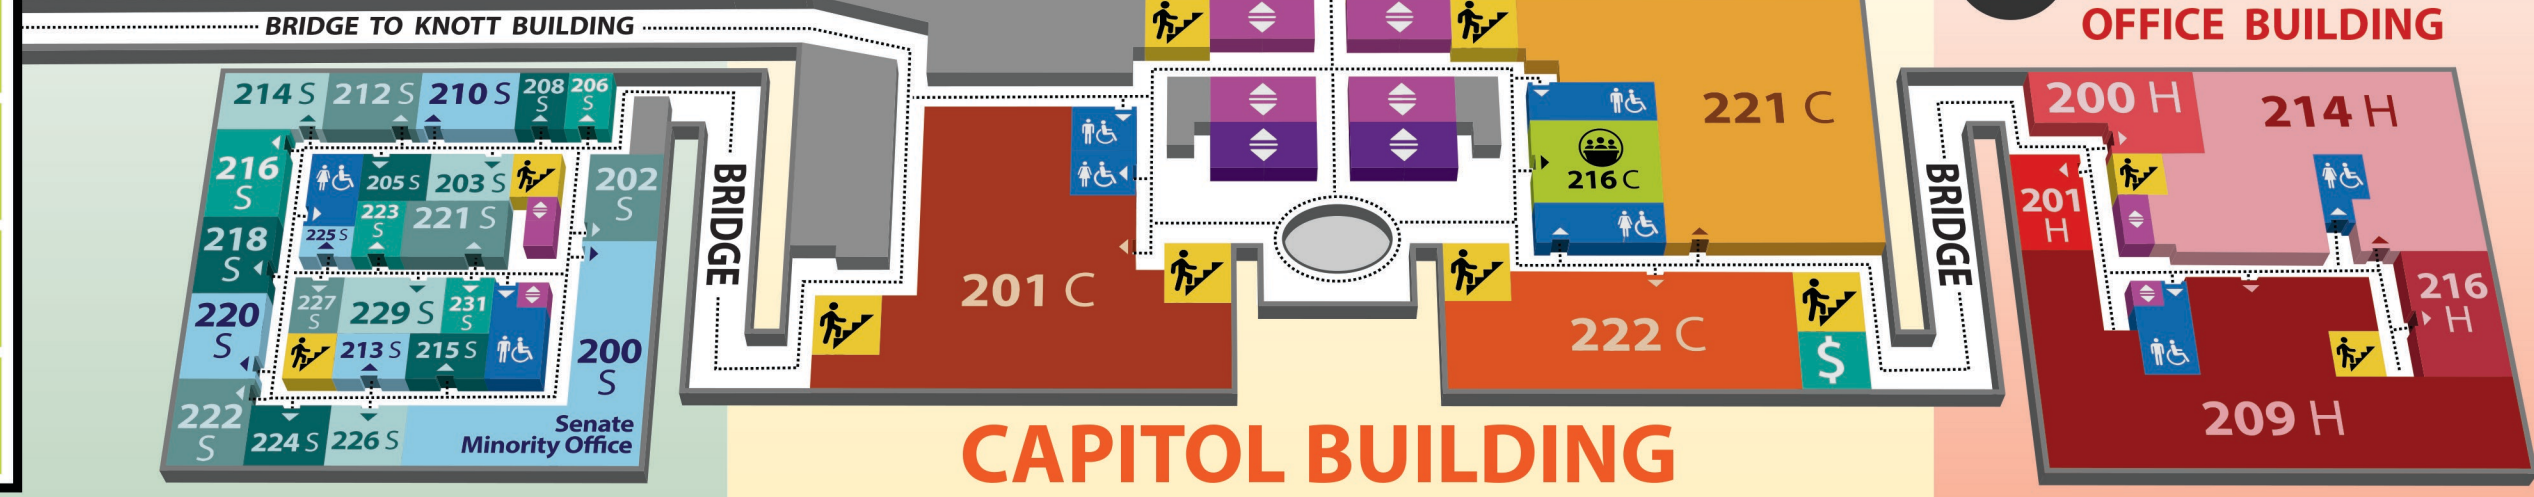 BRIDGE TO KNOTT BUILDING
OFFICE BUILDING
214 S
212 S
210 S
208
S
206
S
216
S
205 S
203 S
202
S
223
S
221 S
225 S
218
S
227
S
229 S
231
S
220
S
213 S
215 S
200
S
222
S
224 S
226 S
Senate
Minority Office
BRIDGE
201 C
221 C
216 C
222 C
$
CAPITOL BUILDING
BRIDGE
200 H
214 H
201
H
216
H
209 H